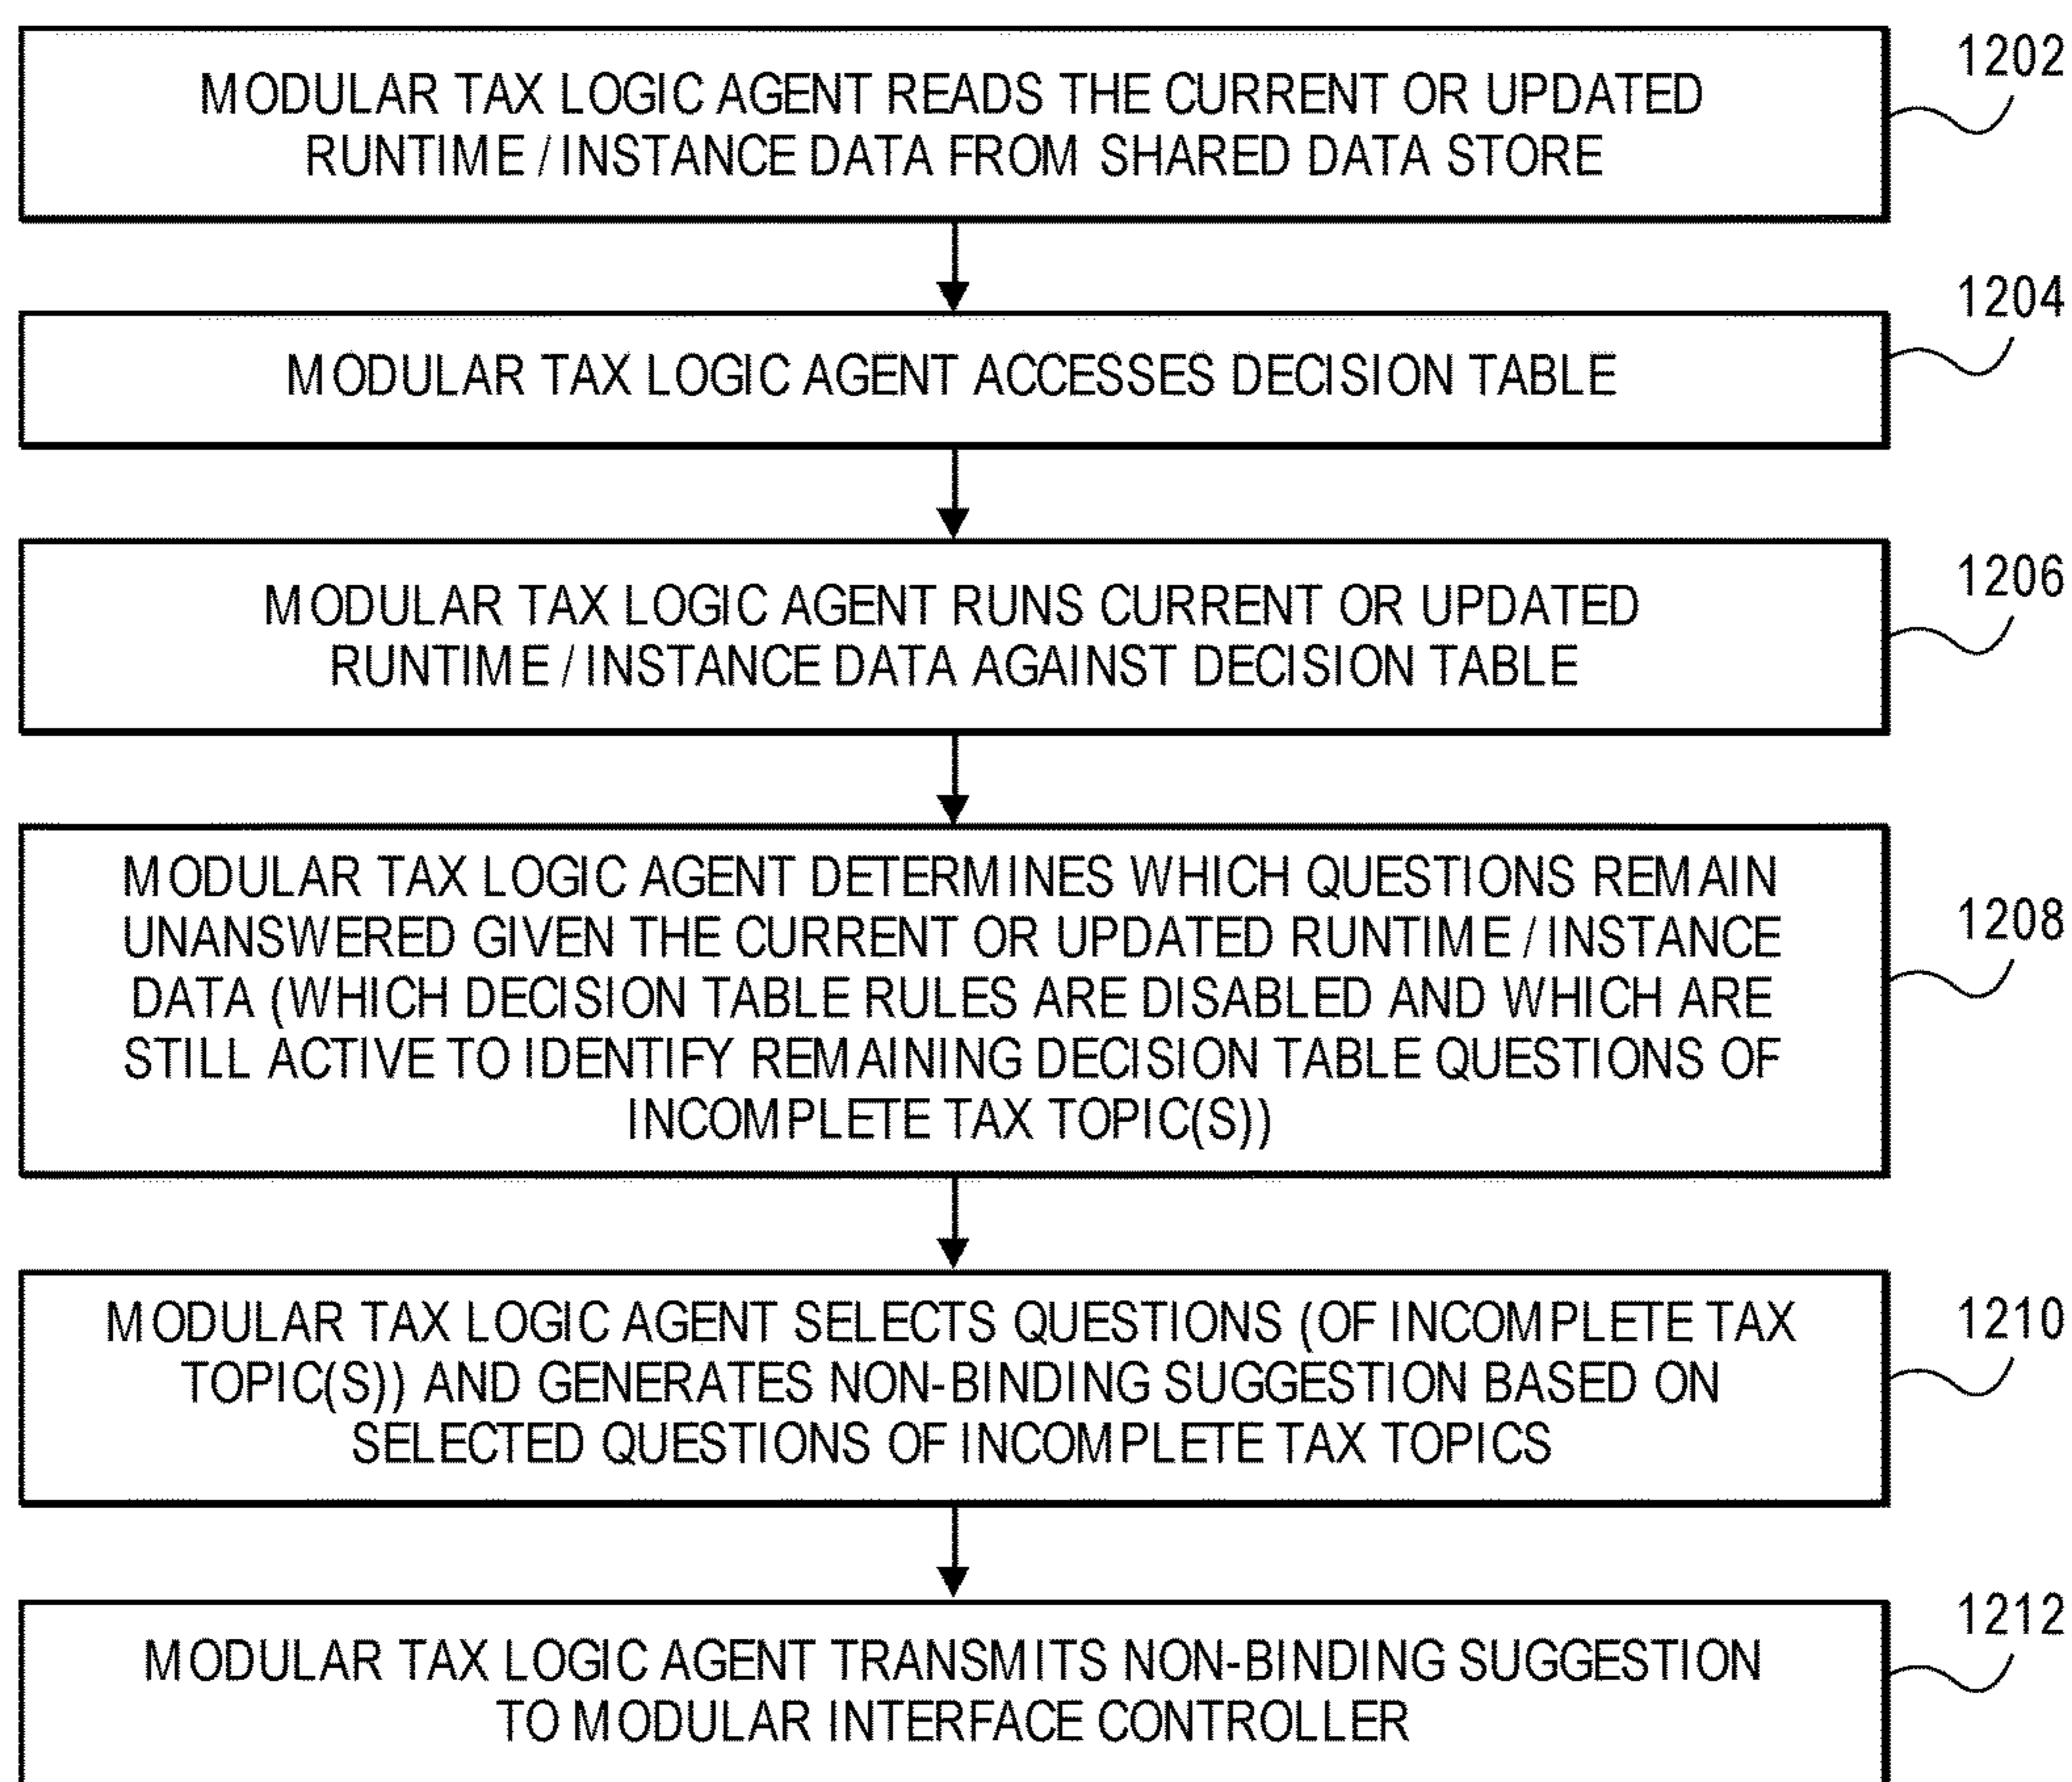 1202
MODULAR TAX LOGIC AGENT READS THE CURRENT OR UPDATED
RUNTIME / INSTANCE DATA FROM SHARED DATA STORE
1204
MODULAR TAX LOGIC AGENT ACCESSES DECISION TABLE
1206
MODULAR TAX LOGIC AGENT RUNS CURRENT OR UPDATED
RUNTIME / INSTANCE DATA AGAINST DECISION TABLE
1208
MODULAR TAX LOGIC AGENT DETERMINES WHICH QUESTIONS REMAIN
UNANSWERED GIVEN THE CURRENT OR UPDATED RUNTIME / INSTANCE
DATA (WHICH DECISION TABLE RULES ARE DISABLED AND WHICH ARE
STILL ACTIVE TO IDENTIFY REMAINING DECISION TABLE QUESTIONS OF
INCOMPLETE TAX TOPIC(S))
1210
MODULAR TAX LOGIC AGENT SELECTS QUESTIONS (OF INCOMPLETE TAX
TOPIC(S)) AND GENERATES NON-BINDING SUGGESTION BASED ON
SELECTED QUESTIONS OF INCOMPLETE TAX TOPICS
1212
MODULAR TAX LOGIC AGENT TRANSMITS NON-BINDING SUGGESTION
TO MODULAR INTERFACE CONTROLLER